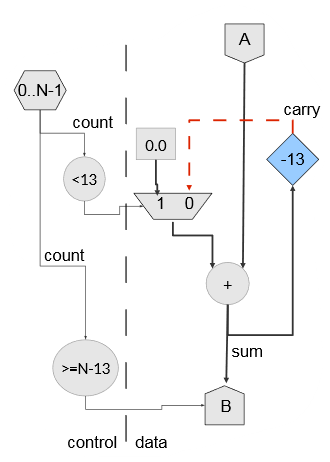 A
0..N-1
carry
count
0.0
-13
<13
1 0
count
+
sum
>=N-13
B
control data